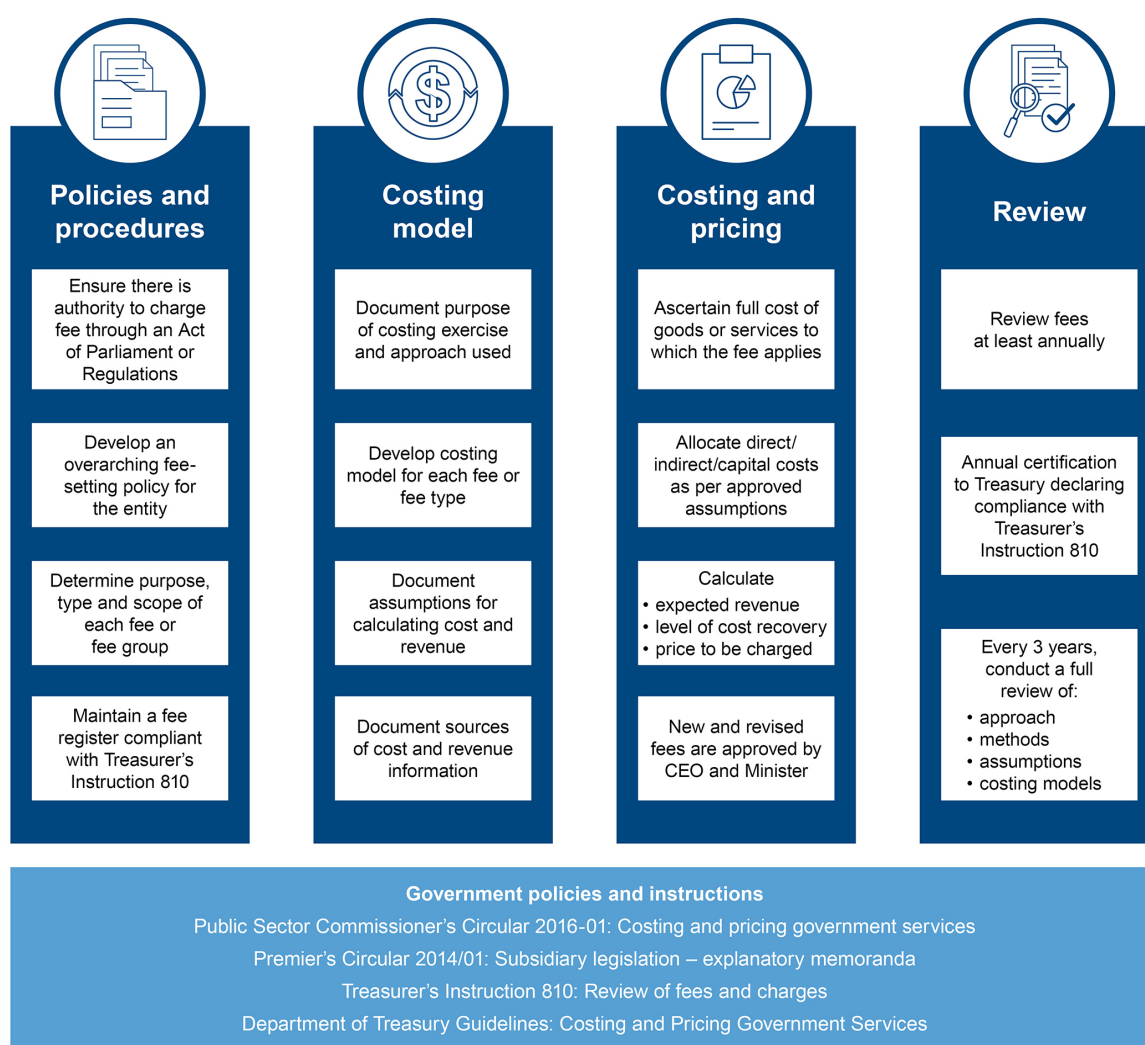 Policies and
procedures
Ensure there is
authority to charge
fee through an Act
of Parliament or
Regulations
Develop an
overarching fee-
setting policy for
the entity
Determine purpose,
type and scope of
each fee or
fee group
Maintain a fee
register compliant
with Treasurer's
Instruction 810
Costing
model
Document purpose
of costing exercise
and approach used
Develop costing
model for each fee or
fee type
Document
assumptions for
calculating cost and
revenue
Document sources
of cost and revenue
information
Costing and
pricing
Ascertain full cost of
goods or services to
which the fee applies
Allocate direct/
indirect/capital costs
as per approved
assumptions
Calculate
• expected revenue
• level of cost recovery
• price to be charged
New and revised
fees are approved by
CEO and Minister
Review
Review fees
at least annually
Annual certification
to Treasury declaring
compliance with
Treasurer's
Instruction 810
Every 3 years,
conduct a full
review of:
• approach
• methods
• assumptions
• costing models
Government policies and instructions
Public Sector Commissioner's Circular 2016-01: Costing and pricing government services
Premier's Circular 2014/01: Subsidiary legislation – explanatory memoranda
Treasurer's Instruction 810: Review of fees and charges
Department of Treasury Guidelines: Costing and Pricing Government Services